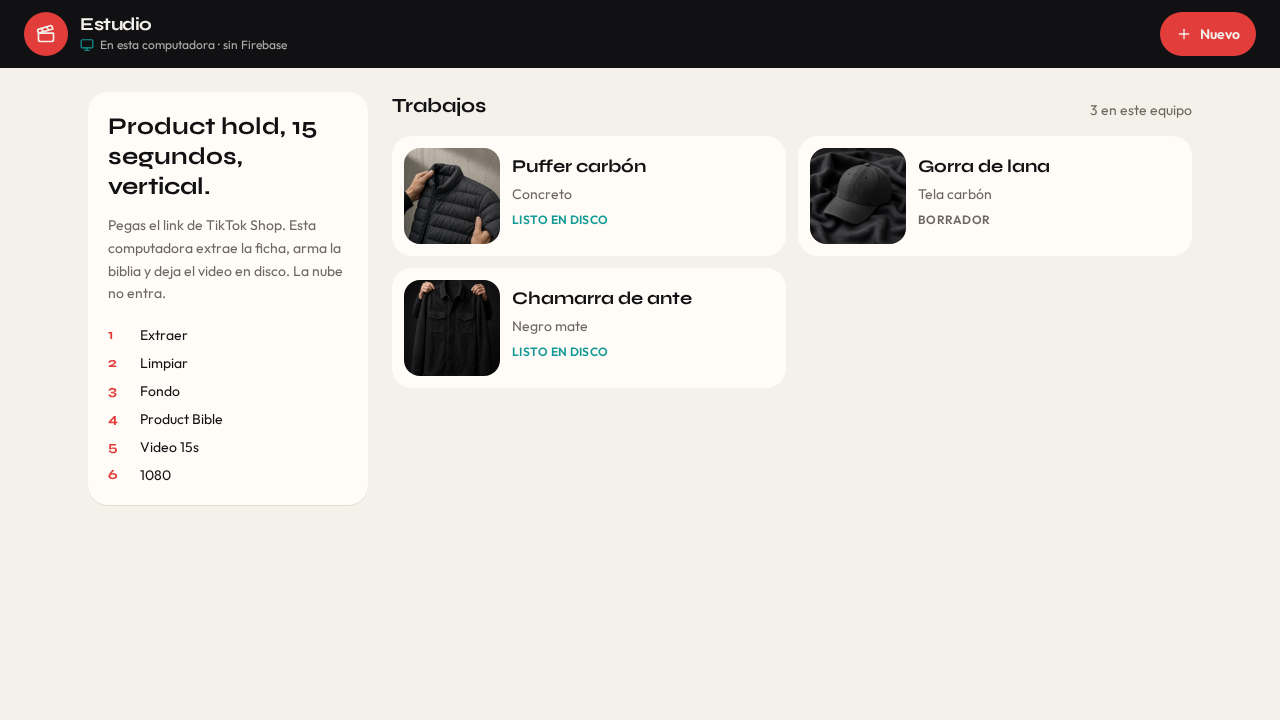 Estudio
En esta computadora · sin Firebase
Nuevo
Product hold, 15
segundos,
vertical.
Pegas el link de TikTok Shop. Esta
computadora extrae la ficha, arma la
biblia y deja el video en disco. La nube
no entra.
1 Extraer
2 Limpiar
3 Fondo
4 Product Bible
5 Video 15s
6 1080
Trabajos
3 en este equipo
Puffer carbón
Concreto
LISTO EN DISCO
Gorra de lana
Tela carbón
BORRADOR
Chamarra de ante
Negro mate
LISTO EN DISCO